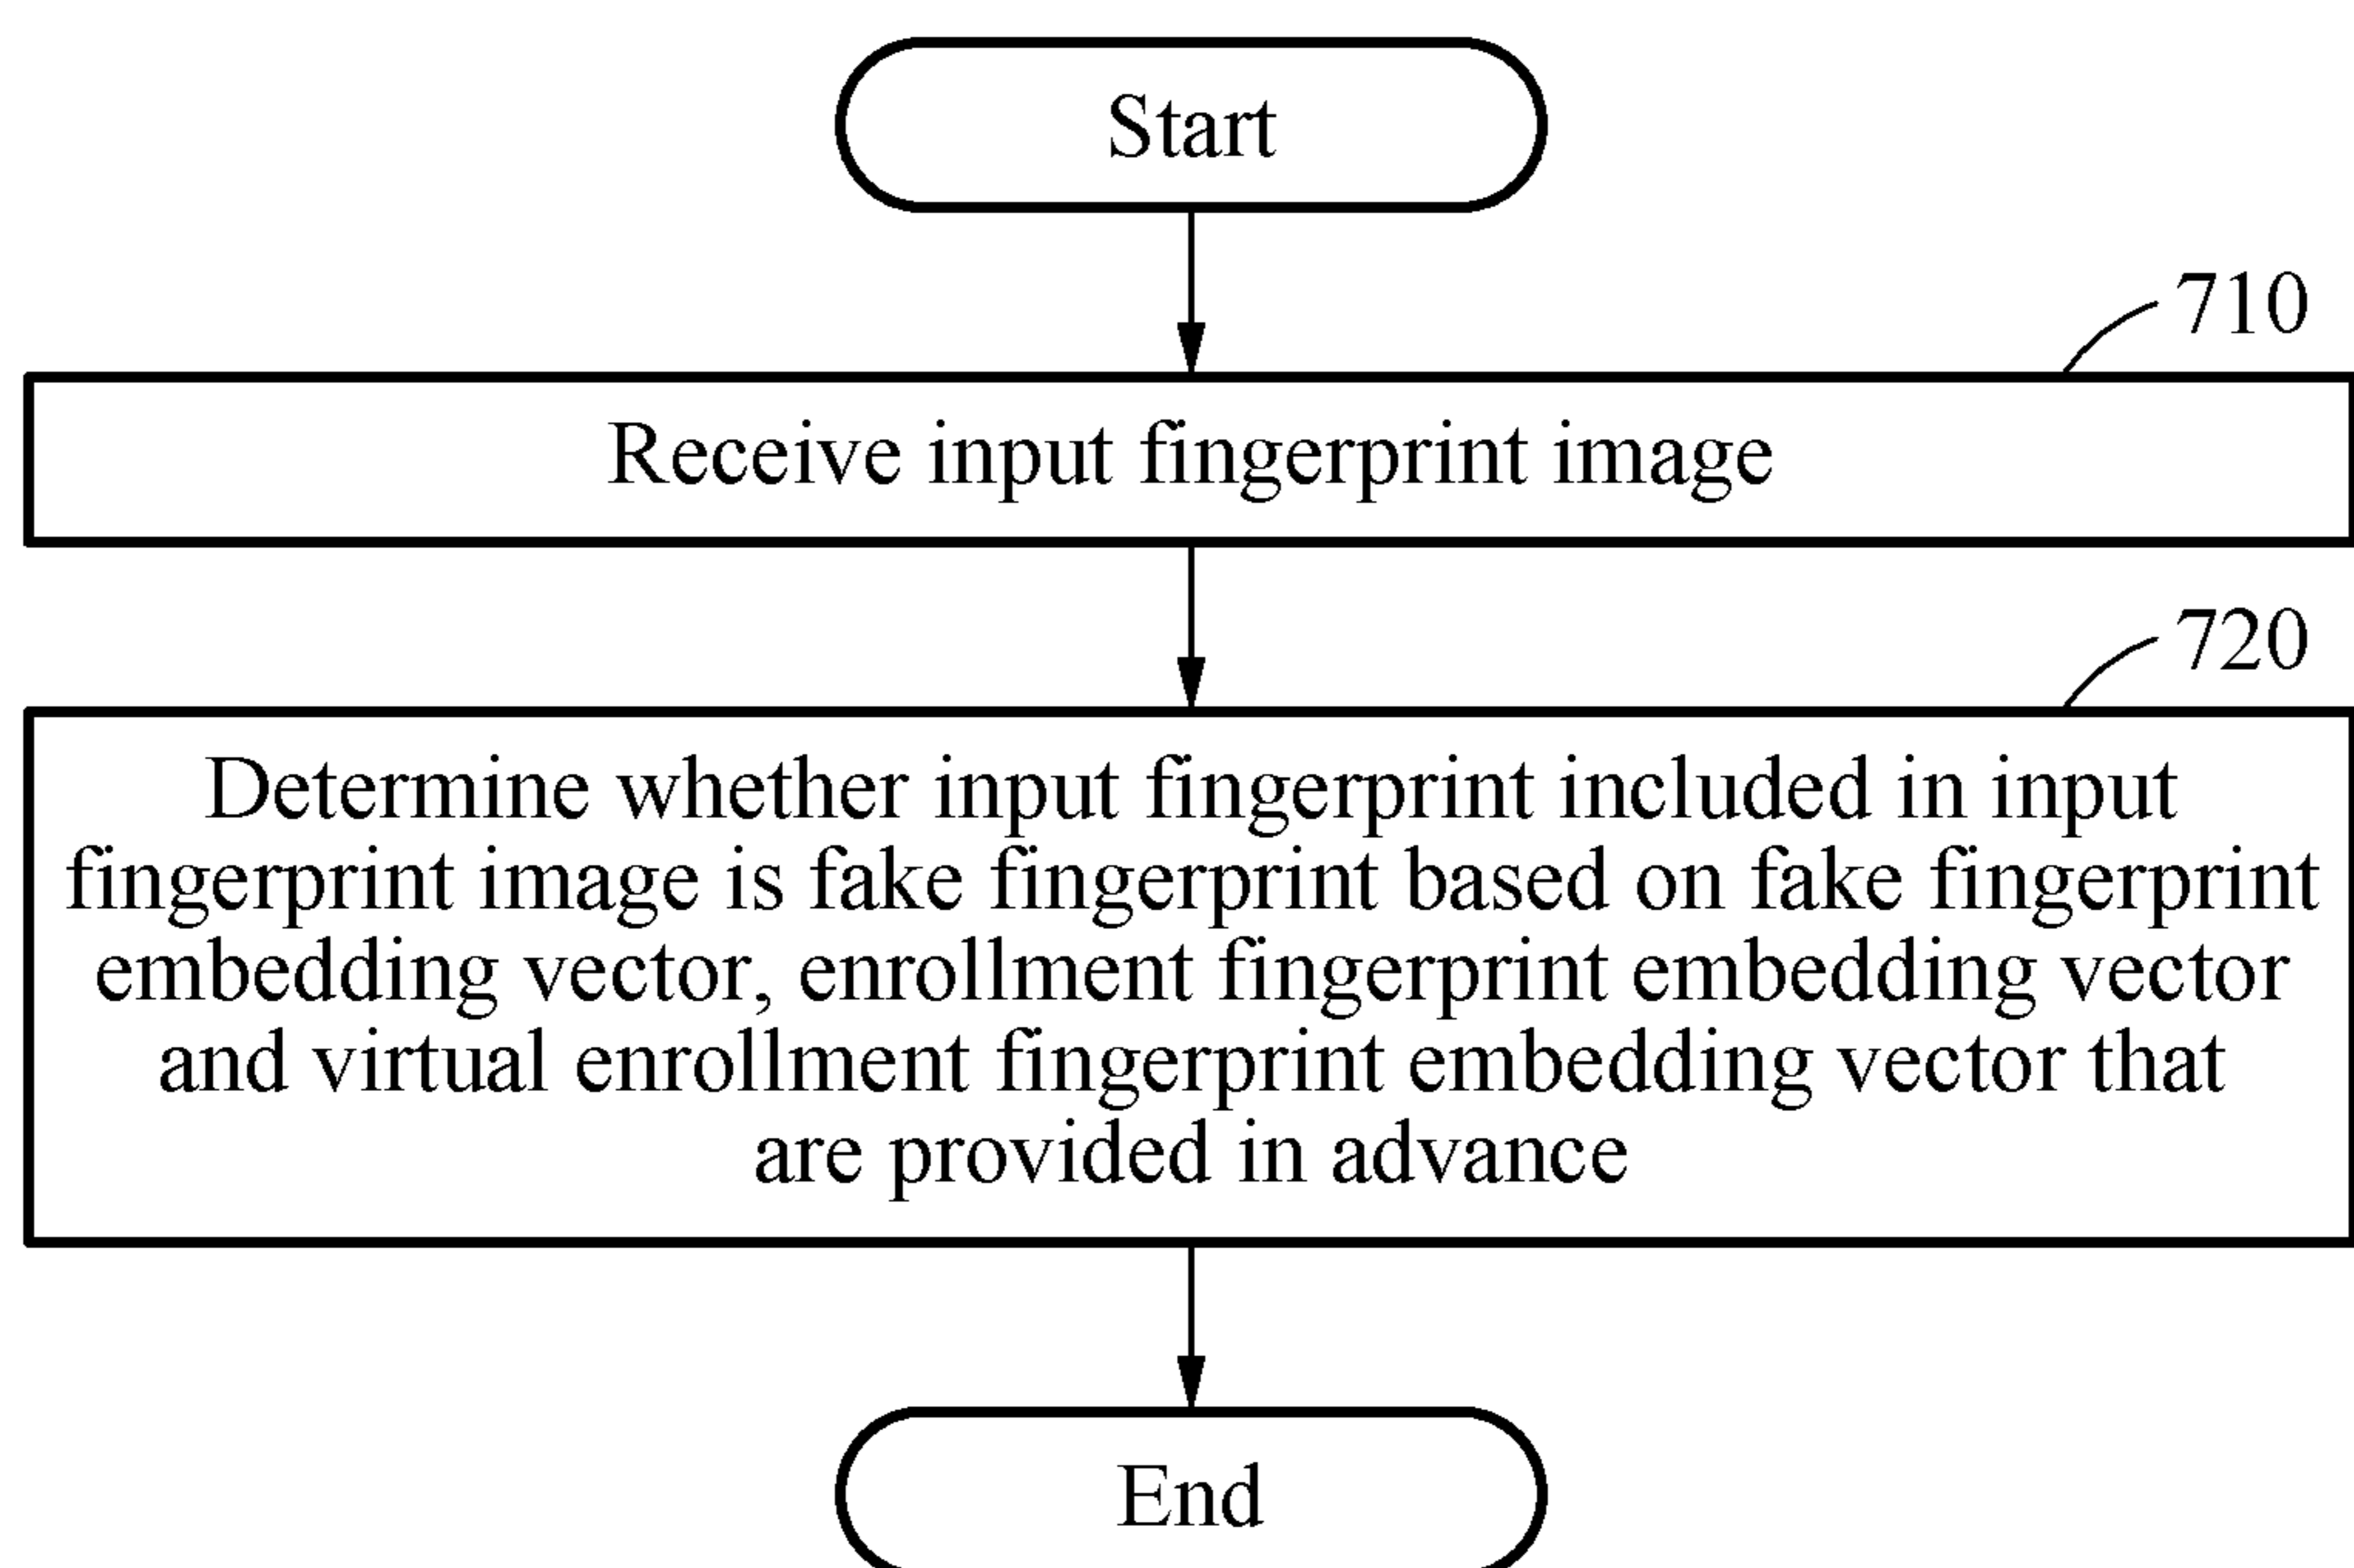 Start
710
Receive input fingerprint image
720
Determine whether input fingerprint included in input
fingerprint image is fake fingerprint based on fake fingerprint
embedding vector, enrollment fingerprint embedding vector
and virtual enrollment fingerprint embedding vector that
are provided in advance
End